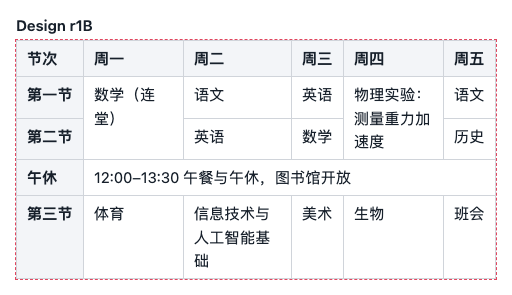 Design r1B
节次 周一 周二 周三 周四 周五
第一节 数学（连堂） 语文 英语 物理实验：测量重力加速度 语文
第二节 英语 数学 历史
午休 12:00–13:30 午餐与午休，图书馆开放
第三节 体育 信息技术与人工智能基础 美术 生物 班会